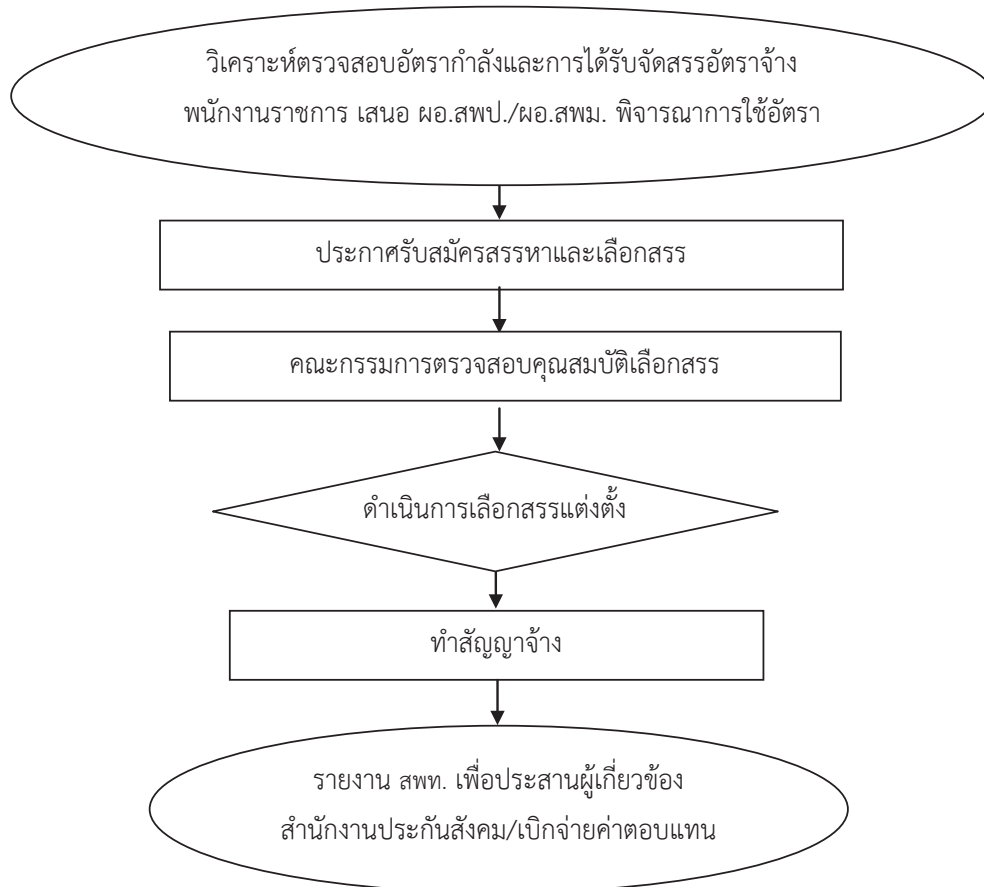 วิเคราะห์ตรวจสอบอัตรากำลังและการได้รับจัดสรรอัตราจ้าง
พนักงานราชการ เสนอ ผอ.สพป./ผอ.สพม. พิจารณาการใช้อัตรา
ประกาศรับสมัครสรรหาและเลือกสรร
คณะกรรมการตรวจสอบคุณสมบัติเลือกสรร
ดำเนินการเลือกสรรแต่งตั้ง
ทำสัญญาจ้าง
รายงาน สพท. เพื่อประสานผู้เกี่ยวข้อง
สำนักงานประกันสังคม/เบิกจ่ายค่าตอบแทน